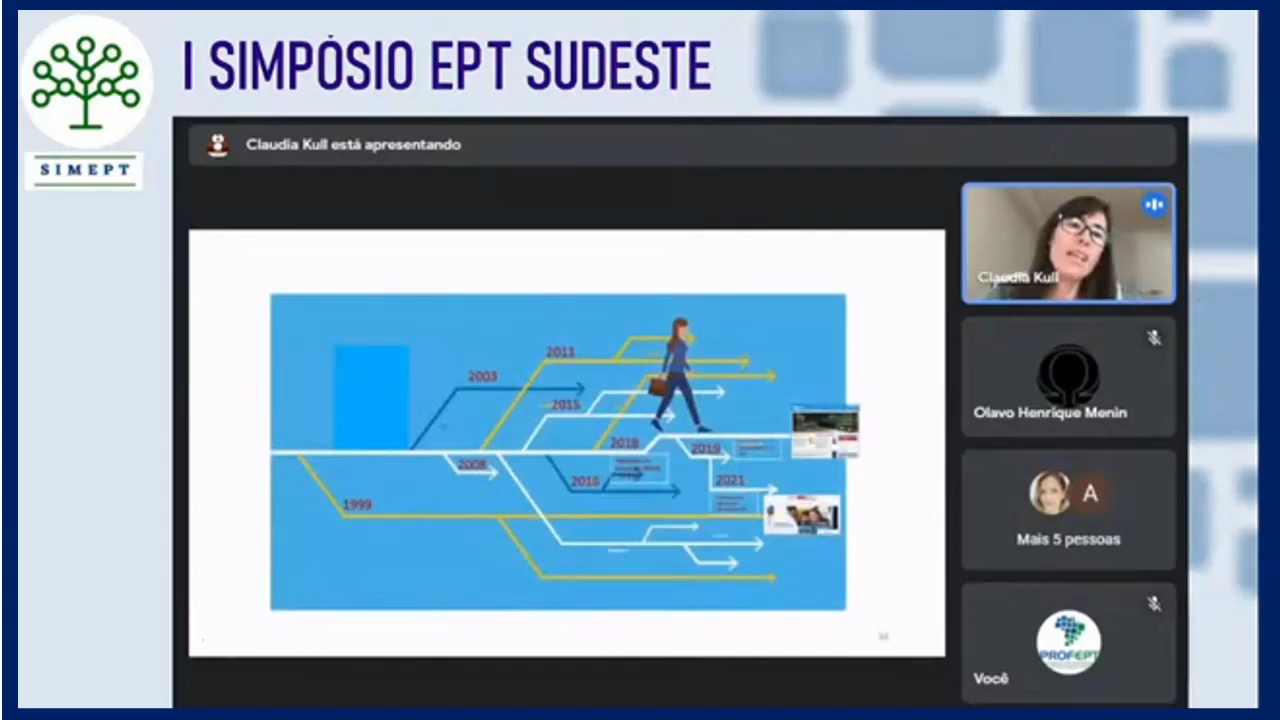 I SIMPÓSIO EPT SUDESTE
SIMEPT
Claudia Kull está apresentando
Claudia Kull
Olavo Henrique Menin
A
Mais 5 pessoas
PROFEPT
Você
2011
2003
2015
2018
2019
2008
2016
2021
1999